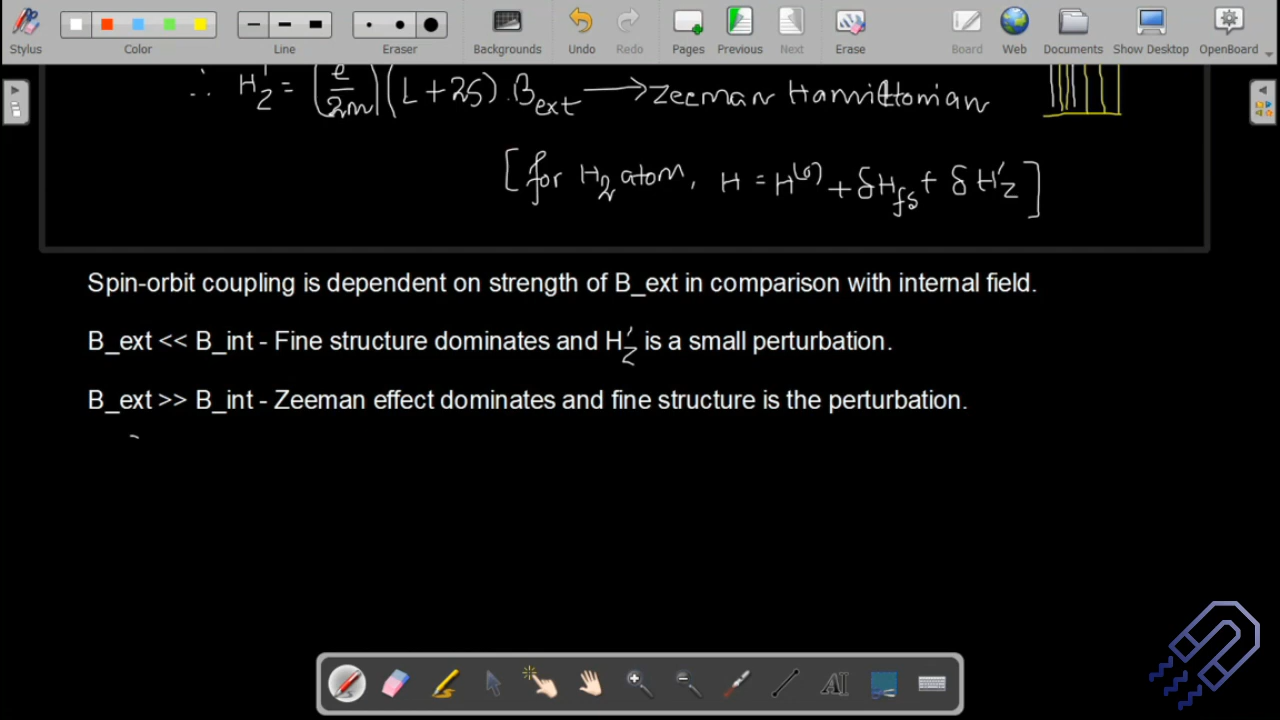 Stylus Color Line Eraser Backgrounds Undo Redo Pages Previous Next Erase Board Web Documents Show Desktop OpenBoard
∴ H'z = (e/2m)(L+2S).B_ext ⟶ Zeeman Hamiltonian
[for H₂ atom, H = H⁽⁰⁾ + δH_fs + δH'z]
Spin-orbit coupling is dependent on strength of B_ext in comparison with internal field.
B_ext << B_int - Fine structure dominates and H'z is a small perturbation.
B_ext >> B_int - Zeeman effect dominates and fine structure is the perturbation.
AI